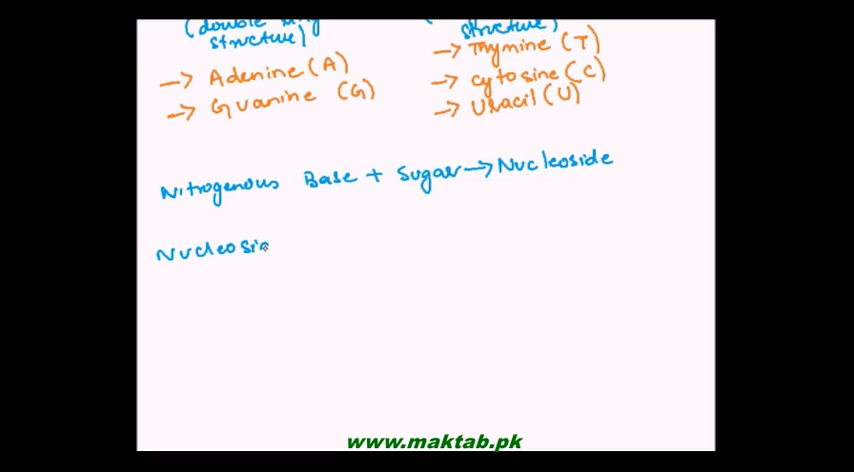 (double ring
structure)
structure)
→ Adenine (A)
→ Guanine (G)
→ Thymine (T)
→ Cytosine (C)
→ Uracil (U)
Nitrogenous Base + Sugar → Nucleoside
Nucleosi
www.maktab.pk